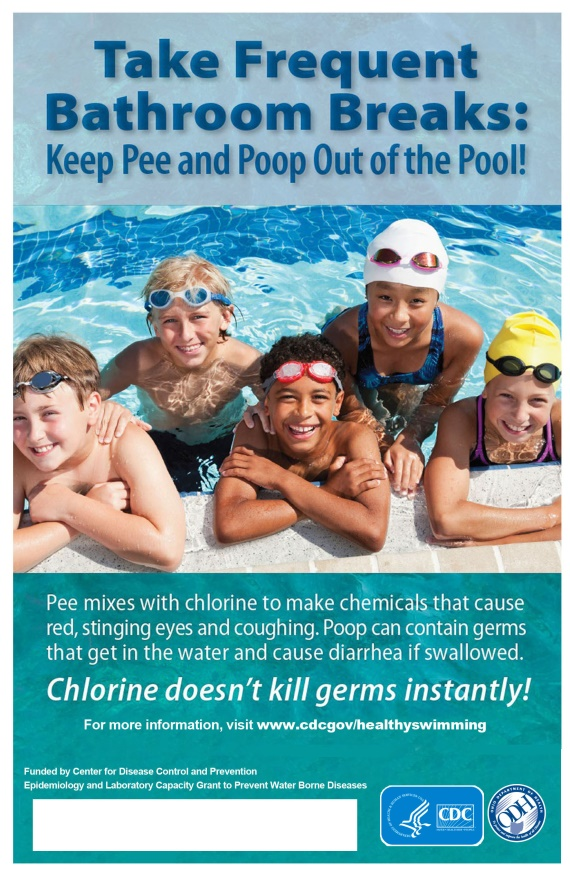 Take Frequent
Bathroom Breaks:
Keep Pee and Poop Out of the Pool!
Pee mixes with chlorine to make chemicals that cause
red, stinging eyes and coughing. Poop can contain germs
that get in the water and cause diarrhea if swallowed.
Chlorine doesn't kill germs instantly!
For more information, visit www.cdcgov/healthyswimming
Funded by Center for Disease Control and Prevention
Epidemiology and Laboratory Capacity Grant to Prevent Water Borne Diseases
CDC
ODH